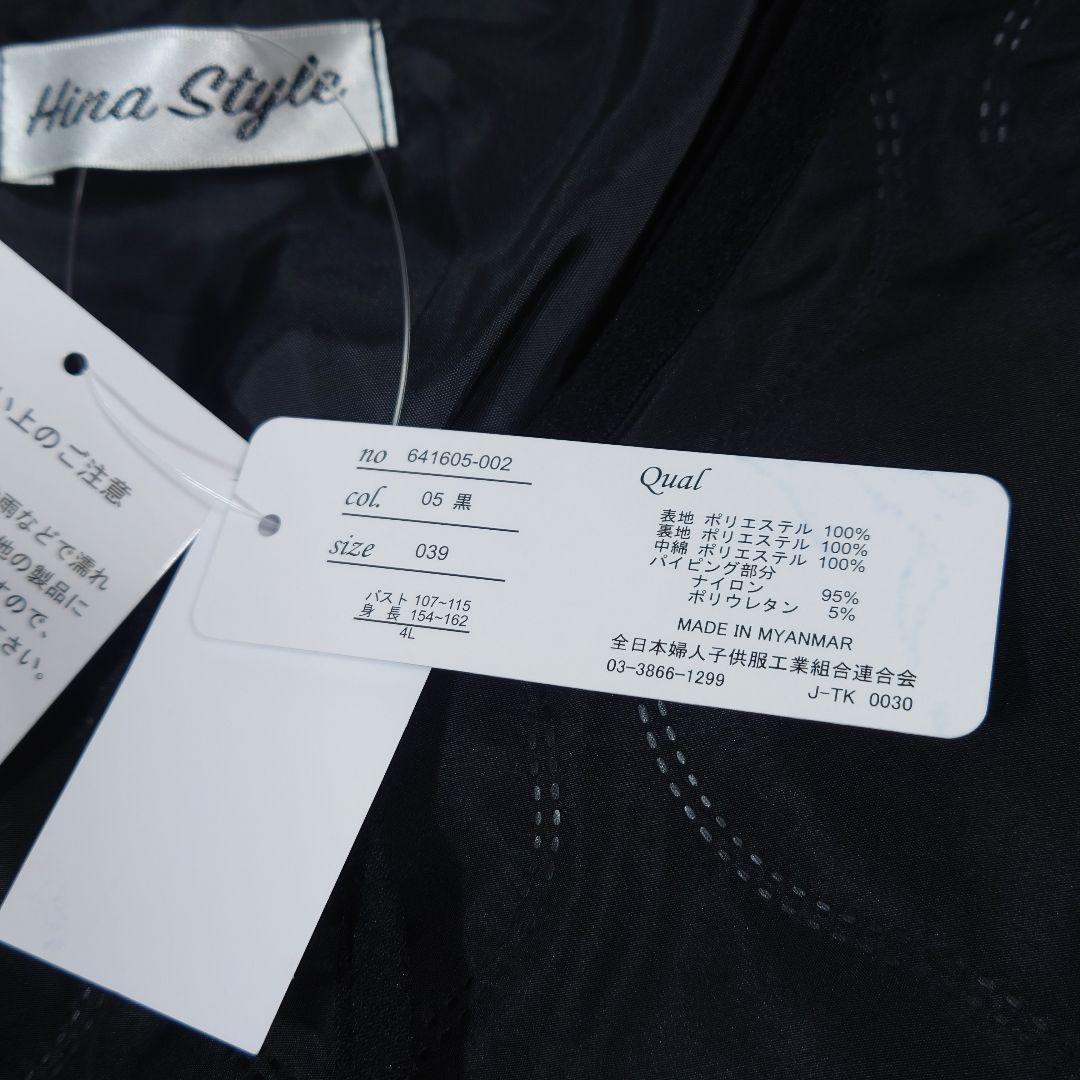 Hina Style
い上のご注意
雨などで濡れ
他の製品に
すので、
ださい。
no 641605-002
col. 05 黒
size 039
バスト 107~115
身 長 154~162
4L
Qual
表地 ポリエステル 100%
裏地 ポリエステル 100%
中綿 ポリエステル 100%
パイピング部分
ナイロン 95%
ポリウレタン 5%
MADE IN MYANMAR
全日本婦人子供服工業組合連合会
03-3866-1299 J-TK 0030